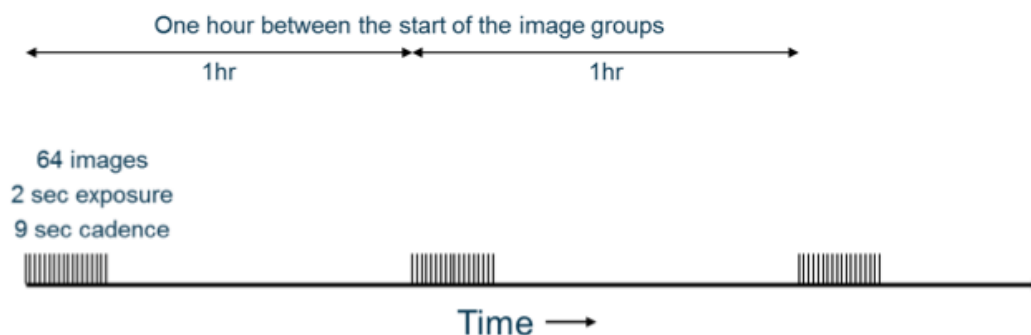 One hour between the start of the image groups
1hr 1hr
64 images
2 sec exposure
9 sec cadence
Time